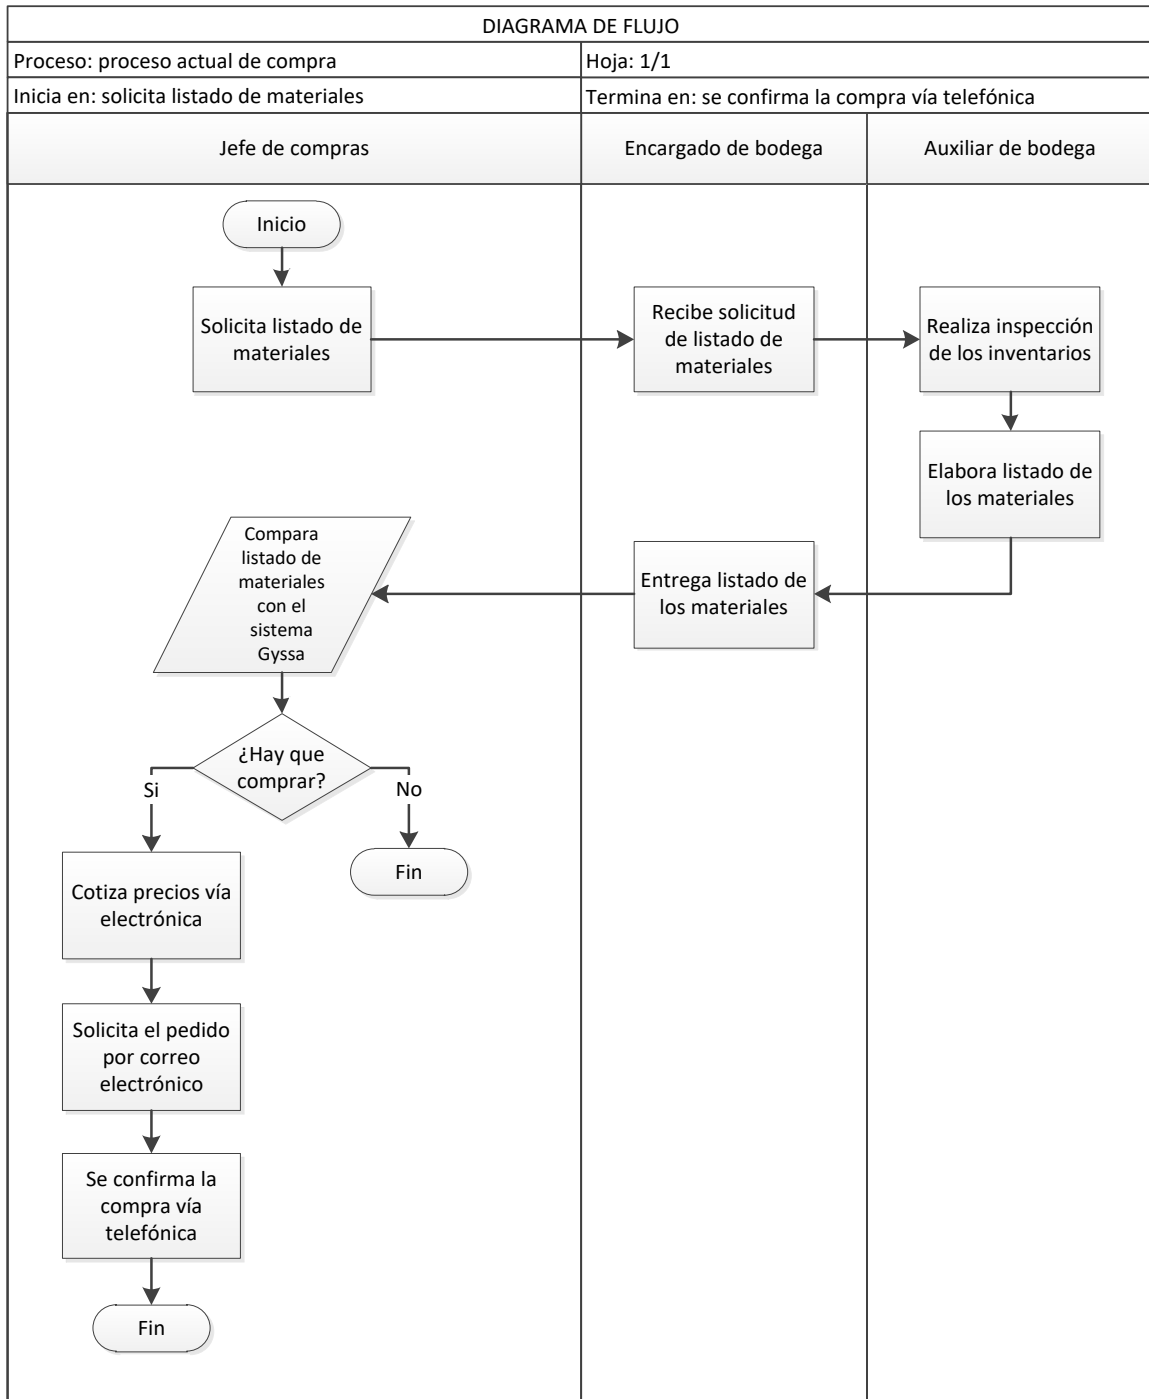 DIAGRAMA DE FLUJO
Proceso: proceso actual de compra
Hoja: 1/1
Inicia en: solicita listado de materiales
Termina en: se confirma la compra vía telefónica
Jefe de compras
Encargado de bodega
Auxiliar de bodega
Inicio
Solicita listado de
materiales
Recibe solicitud
de listado de
materiales
Realiza inspección
de los inventarios
Elabora listado de
los materiales
Entrega listado de
los materiales
Compara
listado de
materiales
con el
sistema
Gyssa
¿Hay que
comprar?
Si
No
Fin
Cotiza precios vía
electrónica
Solicita el pedido
por correo
electrónico
Se confirma la
compra vía
telefónica
Fin